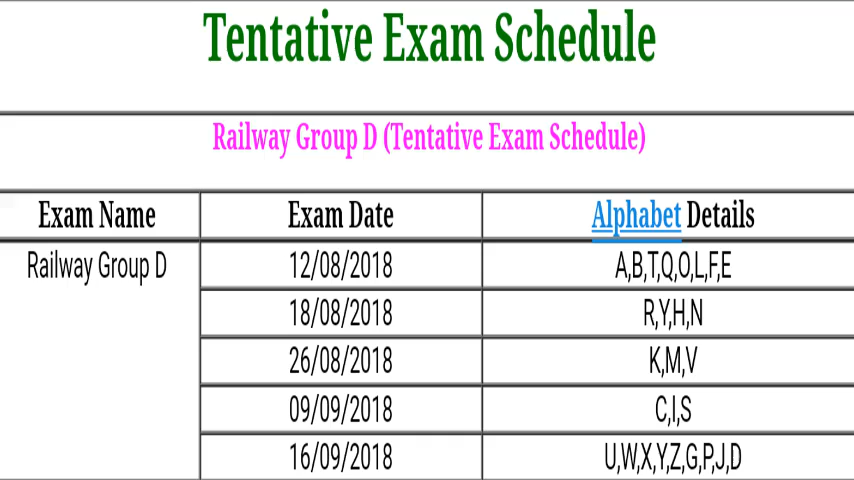 Tentative Exam Schedule
Railway Group D (Tentative Exam Schedule)
Exam Name Exam Date Alphabet Details
Railway Group D 12/08/2018 A,B,T,Q,O,L,F,E
18/08/2018 R,Y,H,N
26/08/2018 K,M,V
09/09/2018 C,I,S
16/09/2018 U,W,X,Y,Z,G,P,J,D